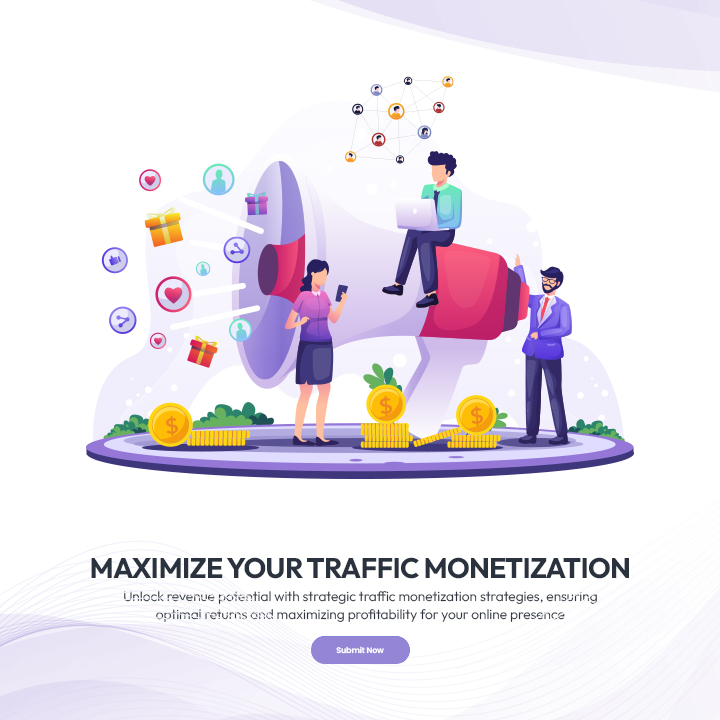 MAXIMIZE YOUR TRAFFIC MONETIZATION
Unlock revenue potential with strategic traffic monetization strategies, ensuring
optimal returns and maximizing profitability for your online presence
Submit Now